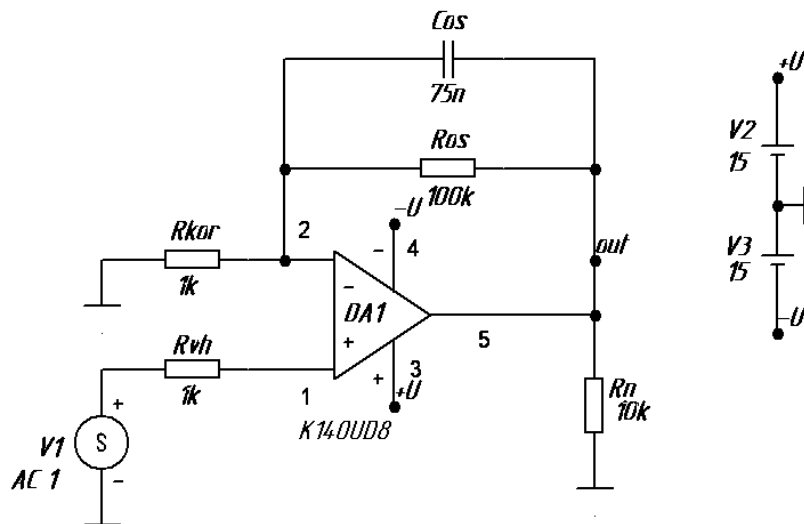 Cos
75n
+U
V2
15
Ros
100k
-U
Rkor
2
4
out
V3
15
1k
-
-
DA1
-U
Rvh
+
5
1k
1
+
3
+U
Rn
10k
+
K140UD8
V1
S
AC 1
-